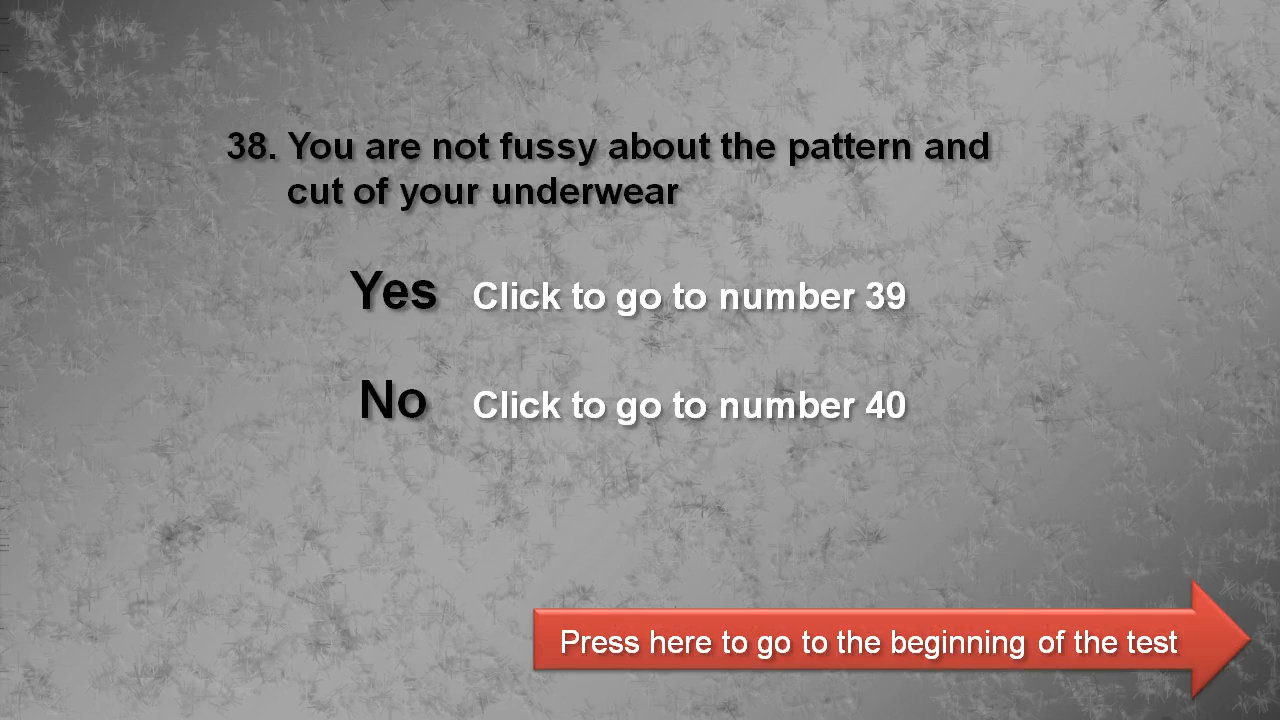 38. You are not fussy about the pattern and
cut of your underwear
Yes Click to go to number 39
No Click to go to number 40
Press here to go to the beginning of the test